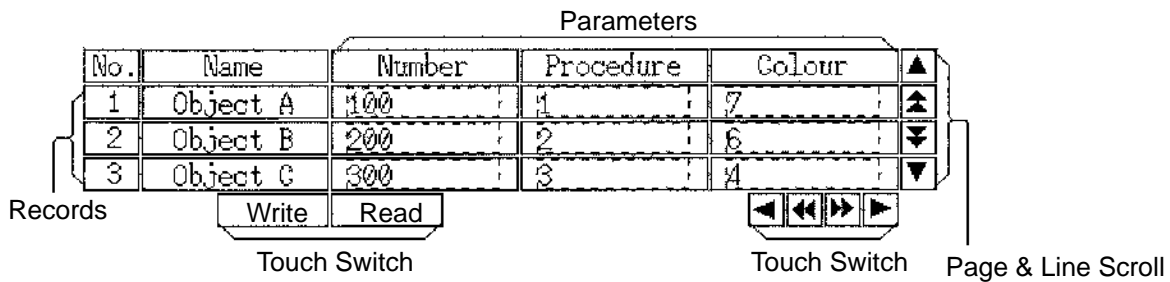 Parameters
No. Name Number Procedure Colour
1 Object A 100 1 7
2 Object B 200 2 6
3 Object C 300 3 4
Records
Write Read
Touch Switch Touch Switch Page & Line Scroll